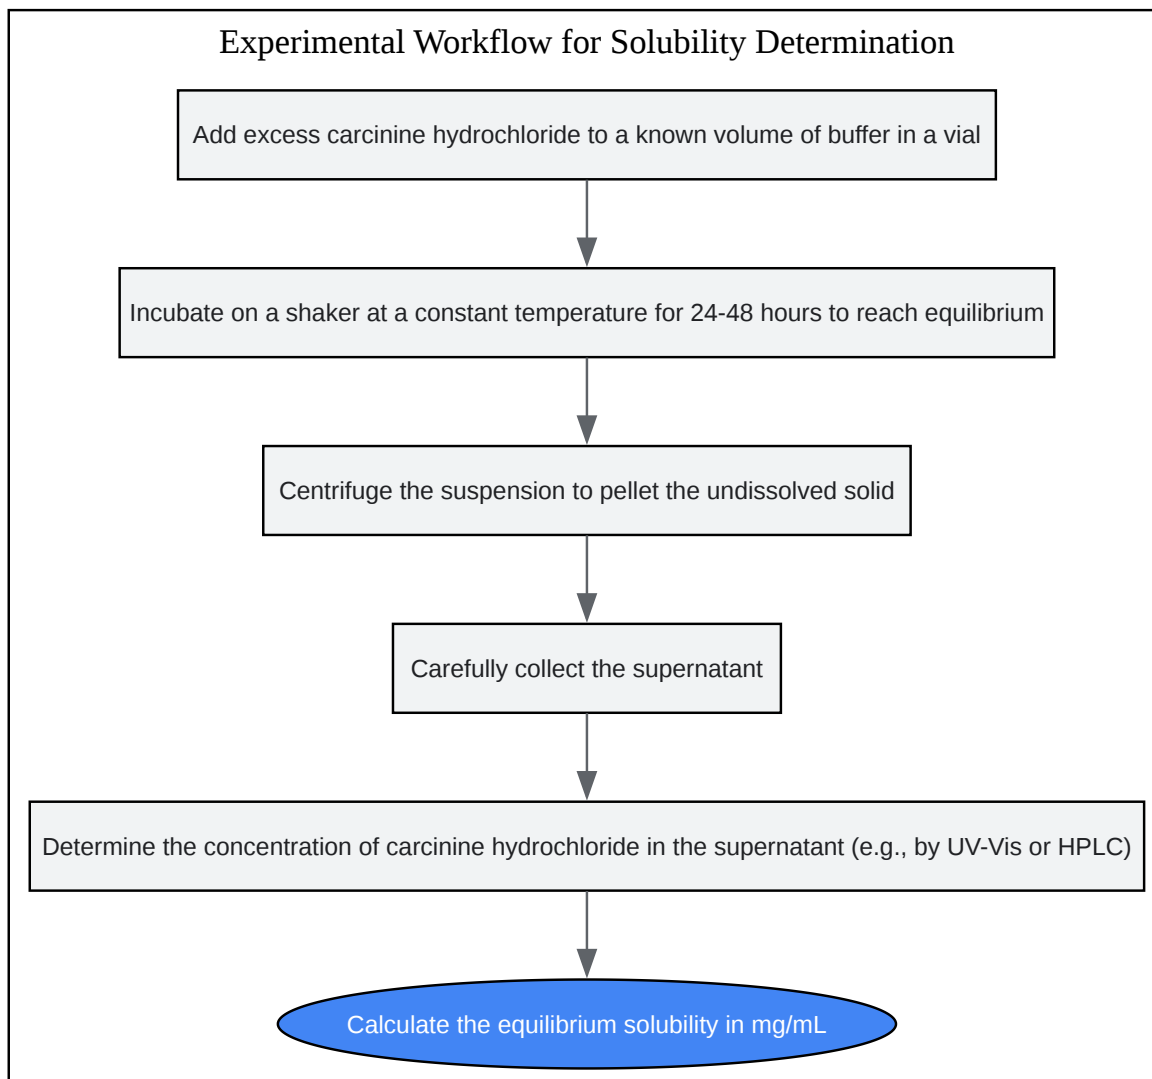 Experimental Workflow for Solubility Determination
Add excess carcinine hydrochloride to a known volume of buffer in a vial
Incubate on a shaker at a constant temperature for 24-48 hours to reach equilibrium
Centrifuge the suspension to pellet the undissolved solid
Carefully collect the supernatant
Determine the concentration of carcinine hydrochloride in the supernatant (e.g., by UV-Vis or HPLC)
Calculate the equilibrium solubility in mg/mL